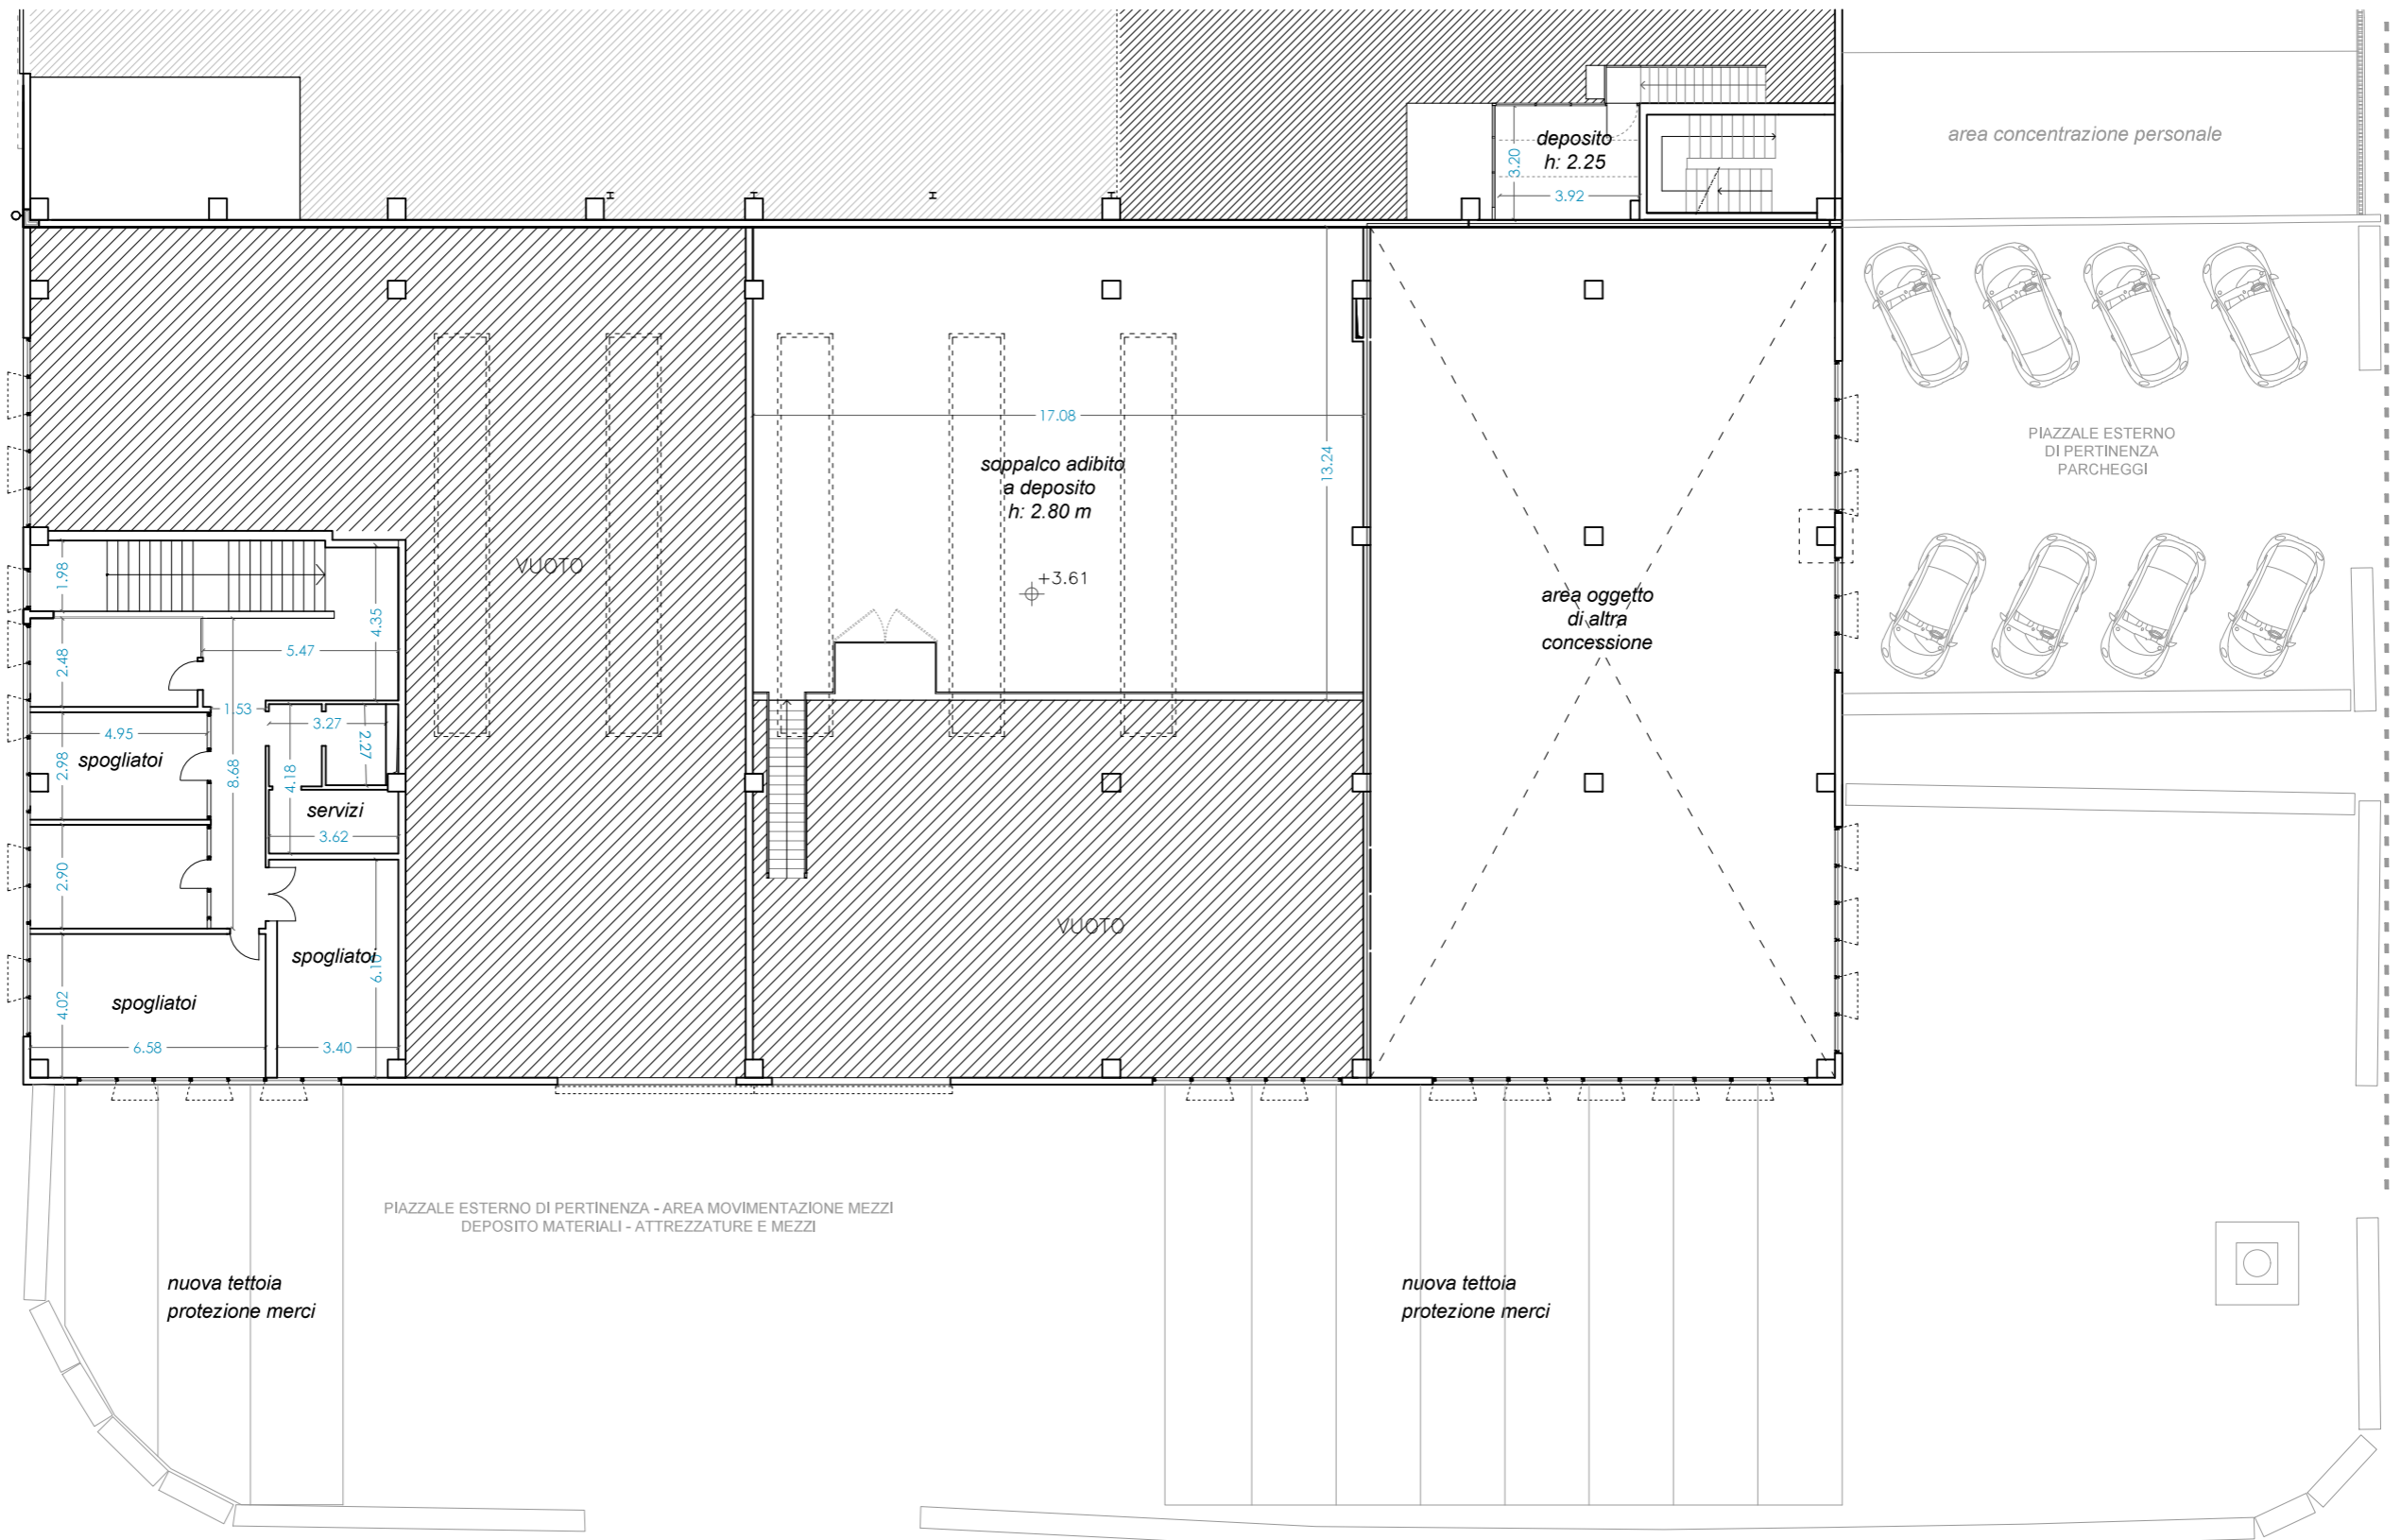 deposito
h: 2.25
3.20
3.92
area concentrazione personale
17.08
13.24
soppalco adibito
a deposito
h: 2.80 m
+3.61
PIAZZALE ESTERNO
DI PERTINENZA
PARCHEGGI
VUOTO
area oggetto
di altra
concessione
1.98
4.35
5.47
2.48
1.53
3.27
2.27
4.95
spogliatoi
2.98
8.68
4.18
servizi
3.62
2.90
VUOTO
spogliatoi
6.10
spogliatoi
4.02
6.58
3.40
PIAZZALE ESTERNO DI PERTINENZA - AREA MOVIMENTAZIONE MEZZI
DEPOSITO MATERIALI - ATTREZZATURE E MEZZI
nuova tettoia
protezione merci
nuova tettoia
protezione merci